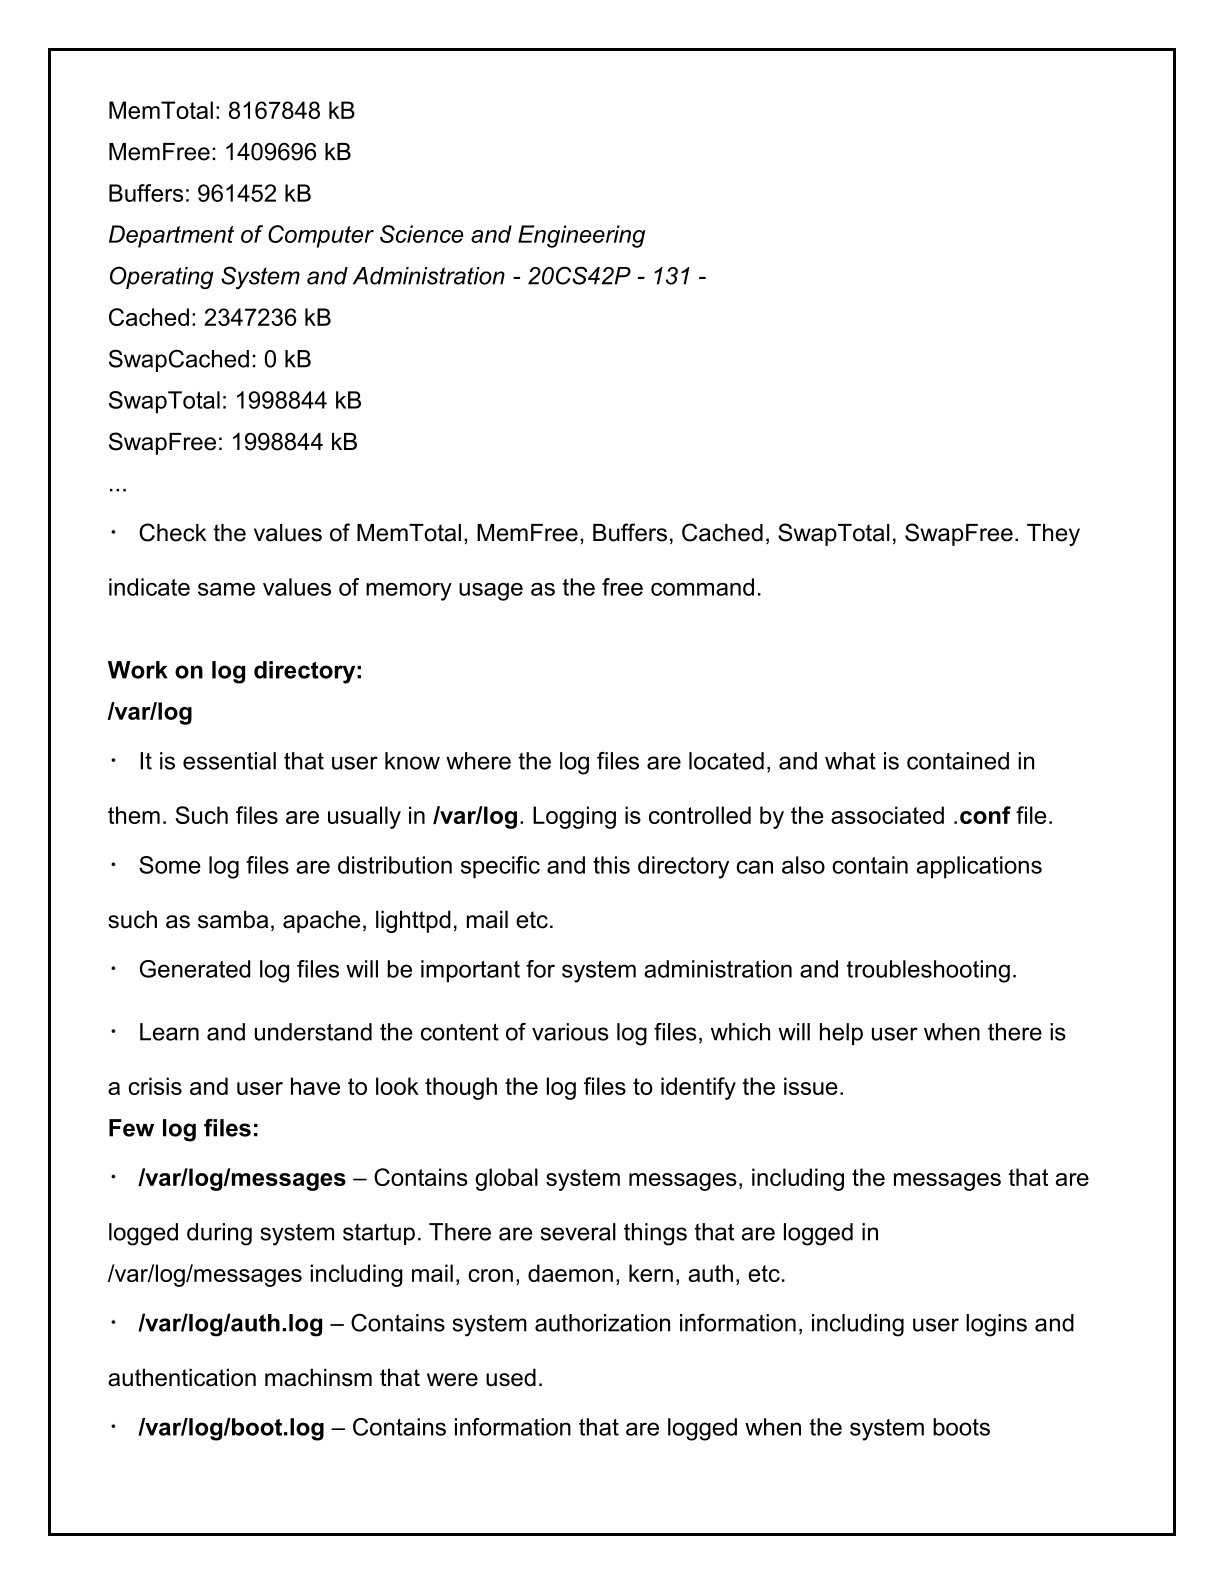 MemTotal: 8167848 kB
MemFree: 1409696 kB
Buffers: 961452 kB
Department of Computer Science and Engineering
Operating System and Administration - 20CS42P - 131 -
Cached: 2347236 kB
SwapCached: 0 kB
SwapTotal: 1998844 kB
SwapFree: 1998844 kB
...
· Check the values of MemTotal, MemFree, Buffers, Cached, SwapTotal, SwapFree. They
indicate same values of memory usage as the free command.
Work on log directory:
/var/log
· It is essential that user know where the log files are located, and what is contained in
them. Such files are usually in /var/log. Logging is controlled by the associated .conf file.
· Some log files are distribution specific and this directory can also contain applications
such as samba, apache, lighttpd, mail etc.
· Generated log files will be important for system administration and troubleshooting.
· Learn and understand the content of various log files, which will help user when there is
a crisis and user have to look though the log files to identify the issue.
Few log files:
· /var/log/messages – Contains global system messages, including the messages that are
logged during system startup. There are several things that are logged in
/var/log/messages including mail, cron, daemon, kern, auth, etc.
· /var/log/auth.log – Contains system authorization information, including user logins and
authentication machinsm that were used.
· /var/log/boot.log – Contains information that are logged when the system boots